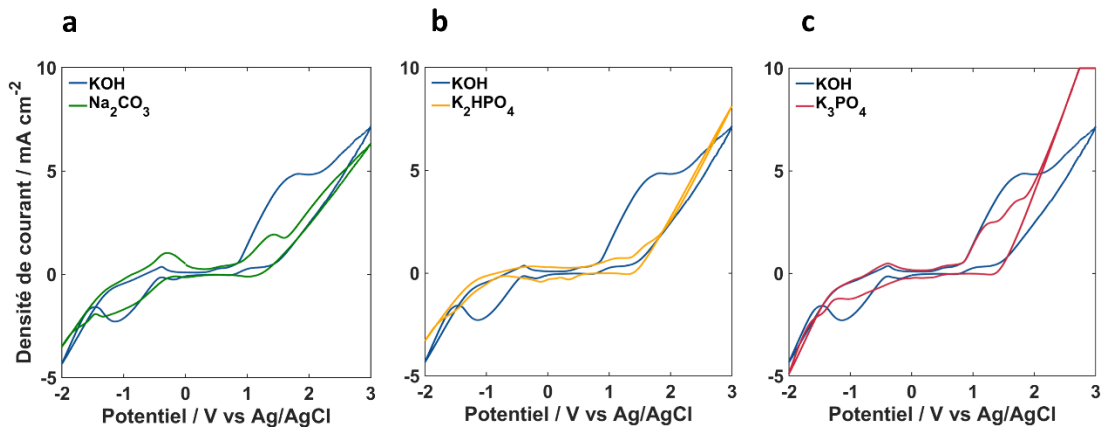 a
b
c
10
5
0
-5
Densité de courant / mA cm-2
KOH
Na2CO3
-2 -1 0 1 2 3
Potentiel / V vs Ag/AgCl
10
5
0
-5
KOH
K2HPO4
-2 -1 0 1 2 3
Potentiel / V vs Ag/AgCl
10
5
0
-5
KOH
K3PO4
-2 -1 0 1 2 3
Potentiel / V vs Ag/AgCl